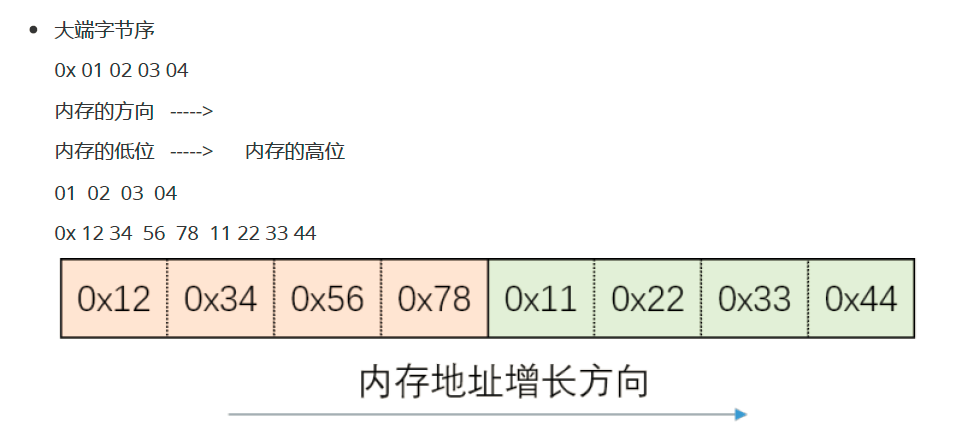 大端字节序
0x 01 02 03 04
内存的方向 ----->
内存的低位 -----> 内存的高位
01 02 03 04
0x 12 34 56 78 11 22 33 44
0x12 0x34 0x56 0x78 0x11 0x22 0x33 0x44
内存地址增长方向